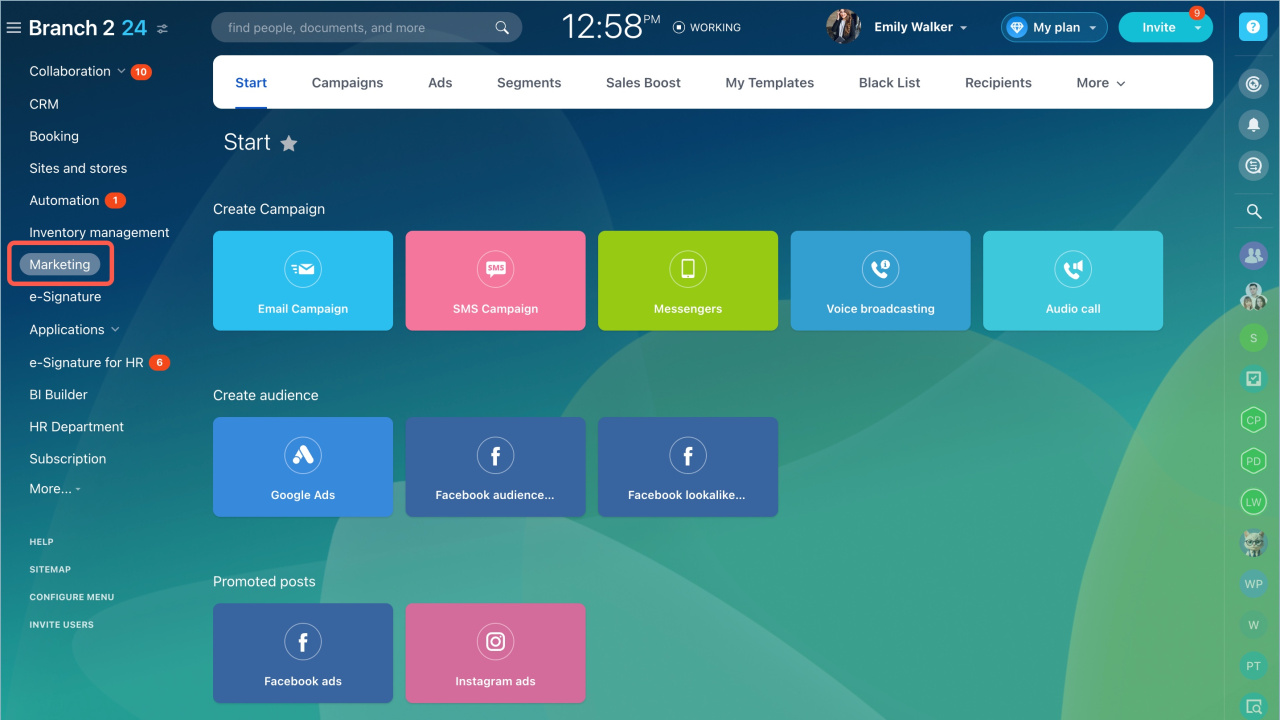 Branch 2 24
find people, documents, and more
12:58 PM
WORKING
Emily Walker
My plan
Invite
9
?
Collaboration 10
CRM
Booking
Sites and stores
Automation 1
Inventory management
Marketing
e-Signature
Applications
e-Signature for HR 6
BI Builder
HR Department
Subscription
More...
HELP
SITEMAP
CONFIGURE MENU
INVITE USERS
Start
Campaigns
Ads
Segments
Sales Boost
My Templates
Black List
Recipients
More
Start
Create Campaign
Email Campaign
SMS
SMS Campaign
Messengers
Voice broadcasting
Audio call
Create audience
Google Ads
Facebook audience...
Facebook lookalike...
Promoted posts
Facebook ads
Instagram ads
S
CP
PD
LW
WP
W
PT